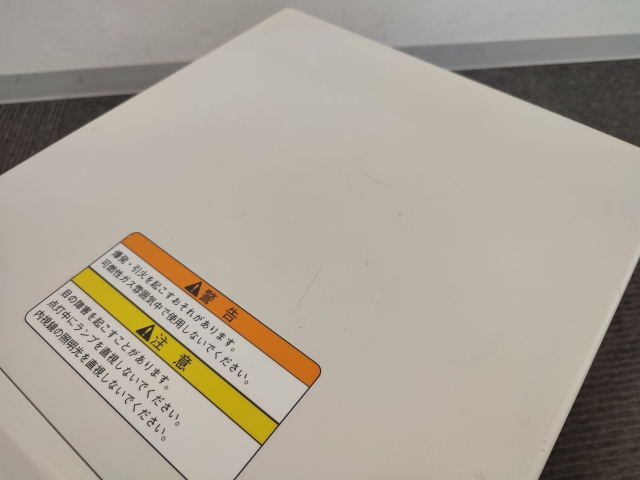 ⚠警告
爆発・引火を起こすおそれがあります。
可燃性ガス雰囲気中で使用しないでください。
⚠注意
目の障害を起こすことがあります。
点灯中にランプを直視しないでください。
内視鏡の照明光を直視しないでください。